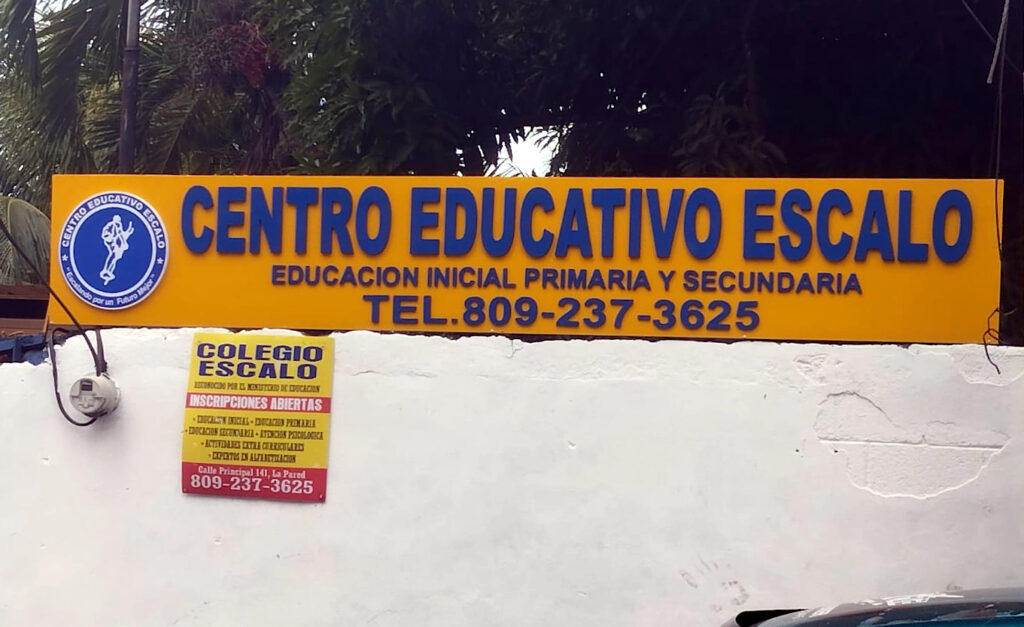 CENTRO EDUCATIVO ESCALO
"Escalando por un Futuro Mejor"
CENTRO EDUCATIVO ESCALO
EDUCACION INICIAL PRIMARIA Y SECUNDARIA
TEL.809-237-3625
COLEGIO
ESCALO
RECONOCIDO POR EL MINISTERIO DE EDUCACION
INSCRIPCIONES ABIERTAS
• EDUCACION INICIAL • EDUCACION PRIMARIA
• EDUCACION SECUNDARIA • ATENCION PSICOLOGICA
• ACTIVIDADES EXTRA CURRICULARES
• EXPERTOS EN ALFABETIZACION
Calle Principal 141, La Pared
809-237-3625